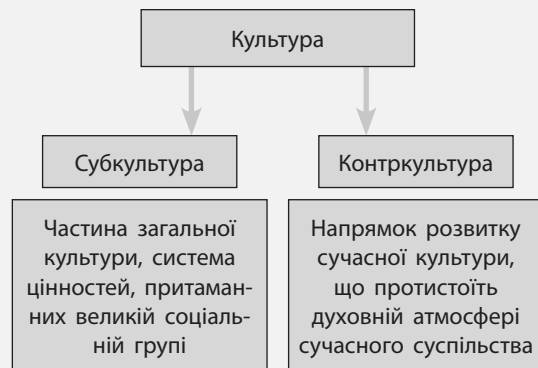 Культура
Субкультура
Контркультура
Частина загальної
культури, система
цінностей, притаман-
них великій соціаль-
ній групі
Напрямок розвитку
сучасної культури,
що протистоїть
духовній атмосфері
сучасного суспільства